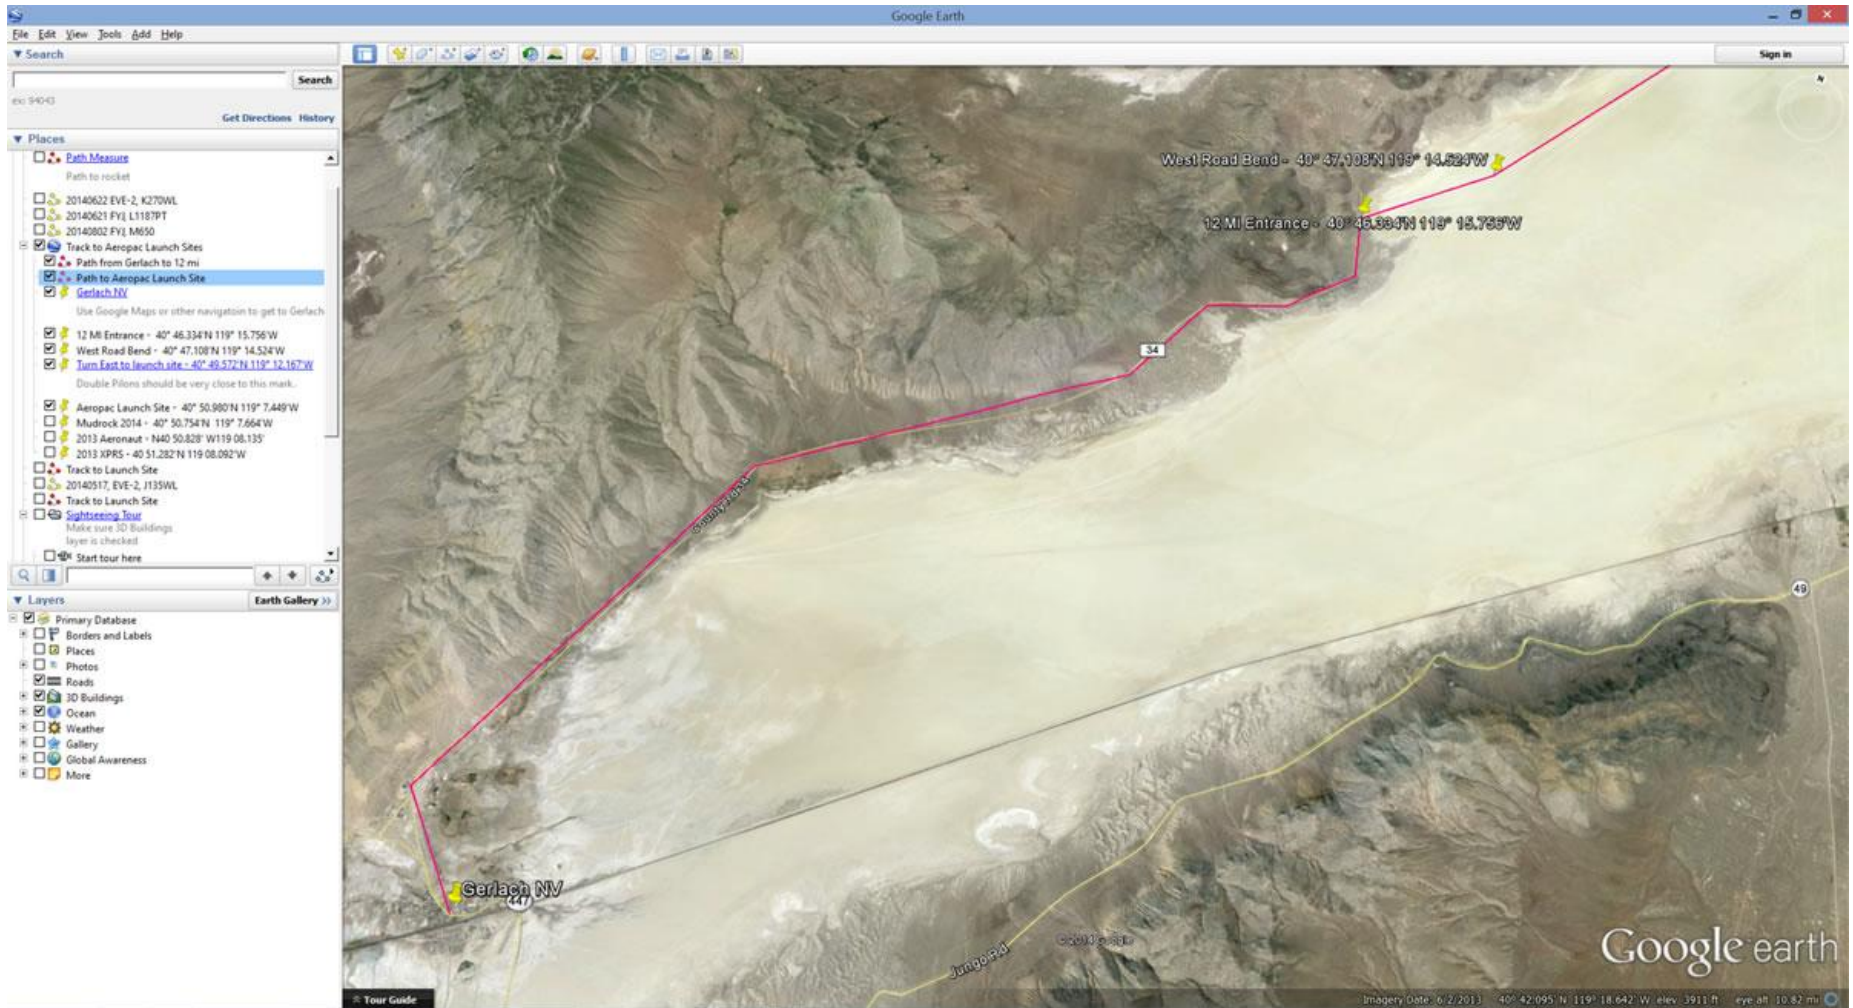 Google Earth
File Edit View Tools Add Help
Search
Search
ex: 94043
Get Directions History
Places
Path Measure
Path to rocket
20140622 EVE-2, K270WL
20140621 FYJ, L1187PT
20140802 FYJ, M650
Track to Aeropac Launch Sites
Path from Gerlach to 12 mi
Path to Aeropac Launch Site
Gerlach NV
Use Google Maps or other navigatoin to get to Gerlach
12 MI Entrance - 40° 46.334'N 119° 15.756'W
West Road Bend - 40° 47.108'N 119° 14.524'W
Turn East to launch site - 40° 49.572'N 119° 12.167'W
Double Pilons should be very close to this mark.
Aeropac Launch Site - 40° 50.980'N 119° 7.449'W
Mudrock 2014 - 40° 50.754'N 119° 7.664'W
2013 Aeronaut - N40 50.828' W119 08.135'
2013 XPRS - 40 51.282'N 119 08.092'W
Track to Launch Site
20140517, EVE-2, J135WL
Track to Launch Site
Sightseeing Tour
Make sure 3D Buildings
layer is checked
Start tour here
Layers
Earth Gallery >>
Primary Database
Borders and Labels
Places
Photos
Roads
3D Buildings
Ocean
Weather
Gallery
Global Awareness
More
Sign in
N
West Road Bend - 40° 47.108'N 119° 14.524'W
12 MI Entrance - 40° 46.334'N 119° 15.756'W
34
County Rd 34
49
Gerlach NV
447
Jungo Rd
© 2014 Google
Google earth
Tour Guide
Imagery Date: 6/2/2013 40° 42.095' N 119° 18.642' W elev 3911 ft eye alt 10.82 mi